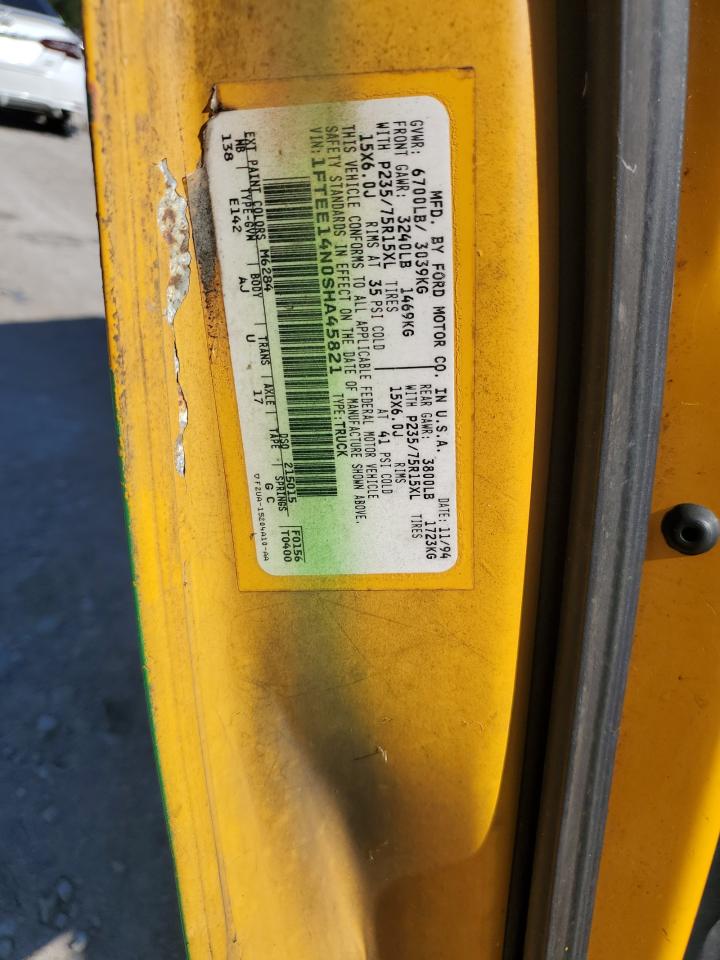 MFD. BY FORD MOTOR CO. IN U.S.A.
DATE: 11/94
GVWR: 6700LB/ 3039KG
FRONT GAWR: 3240LB 1469KG
REAR GAWR: 3800LB 1723KG
WITH P235/75R15XL TIRES
WITH P235/75R15XL TIRES
15X6.0J RIMS AT 35 PSI COLD
15X6.0J RIMS AT 41 PSI COLD
THIS VEHICLE CONFORMS TO ALL APPLICABLE FEDERAL MOTOR VEHICLE
SAFETY STANDARDS IN EFFECT ON THE DATE OF MANUFACTURE SHOWN ABOVE.
VIN: 1FTEE14N0SHA45821 TYPE: TRUCK
F0156
T0400
EXT PAINT COLORS M6284 DSO 215015
WB TYPE-GVW BODY TRANS AXLE TAPE SPRINGS
138 E142 AJ U 17 G C
F2UA-15294A10-AA